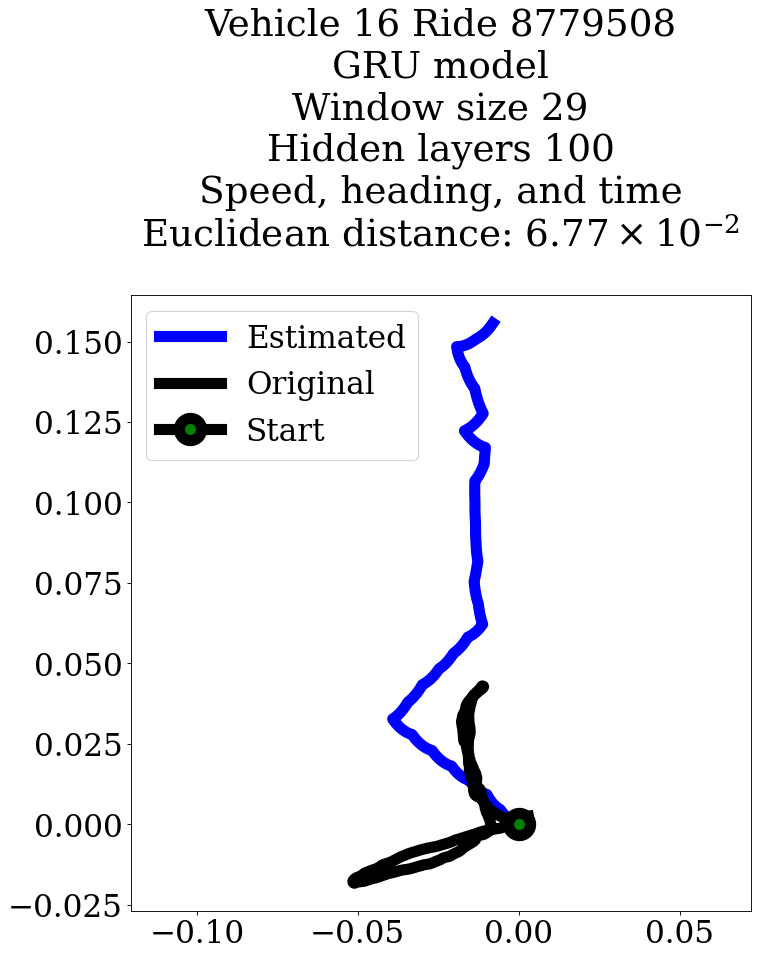 Vehicle 16 Ride 8779508
GRU model
Window size 29
Hidden layers 100
Speed, heading, and time
Euclidean distance: 6.77 × 10⁻²
Estimated
Original
Start
0.150
0.125
0.100
0.075
0.050
0.025
0.000
−0.025
−0.10
−0.05
0.00
0.05